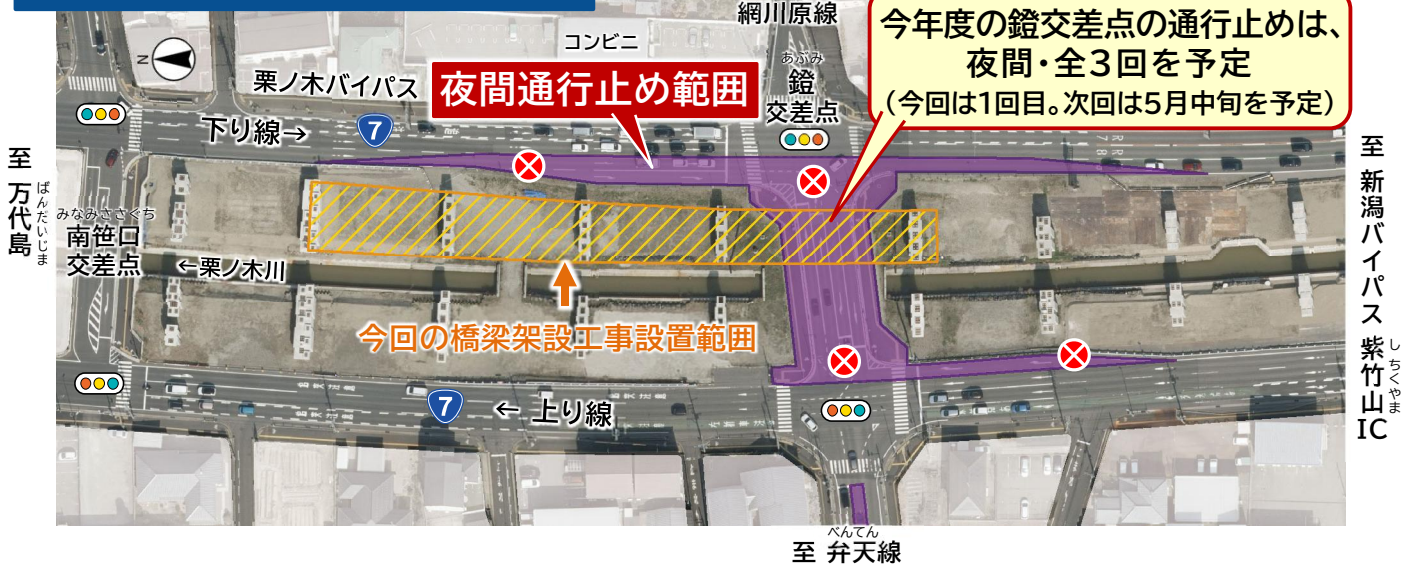 網川原線
今年度の鐙交差点の通行止めは、
夜間・全3回を予定
(今回は1回目。次回は5月中旬を予定)
コンビニ
N
栗ノ木バイパス
夜間通行止め範囲
あぶみ
鐙
交差点
下り線→
7
至 万代島
ばんだいじま
みなみささぐち
南笹口
交差点
←栗ノ木川
至 新潟バイパス 紫竹山IC
しちくやま
今回の橋梁架設工事設置範囲
7
← 上り線
べんてん
至 弁天線